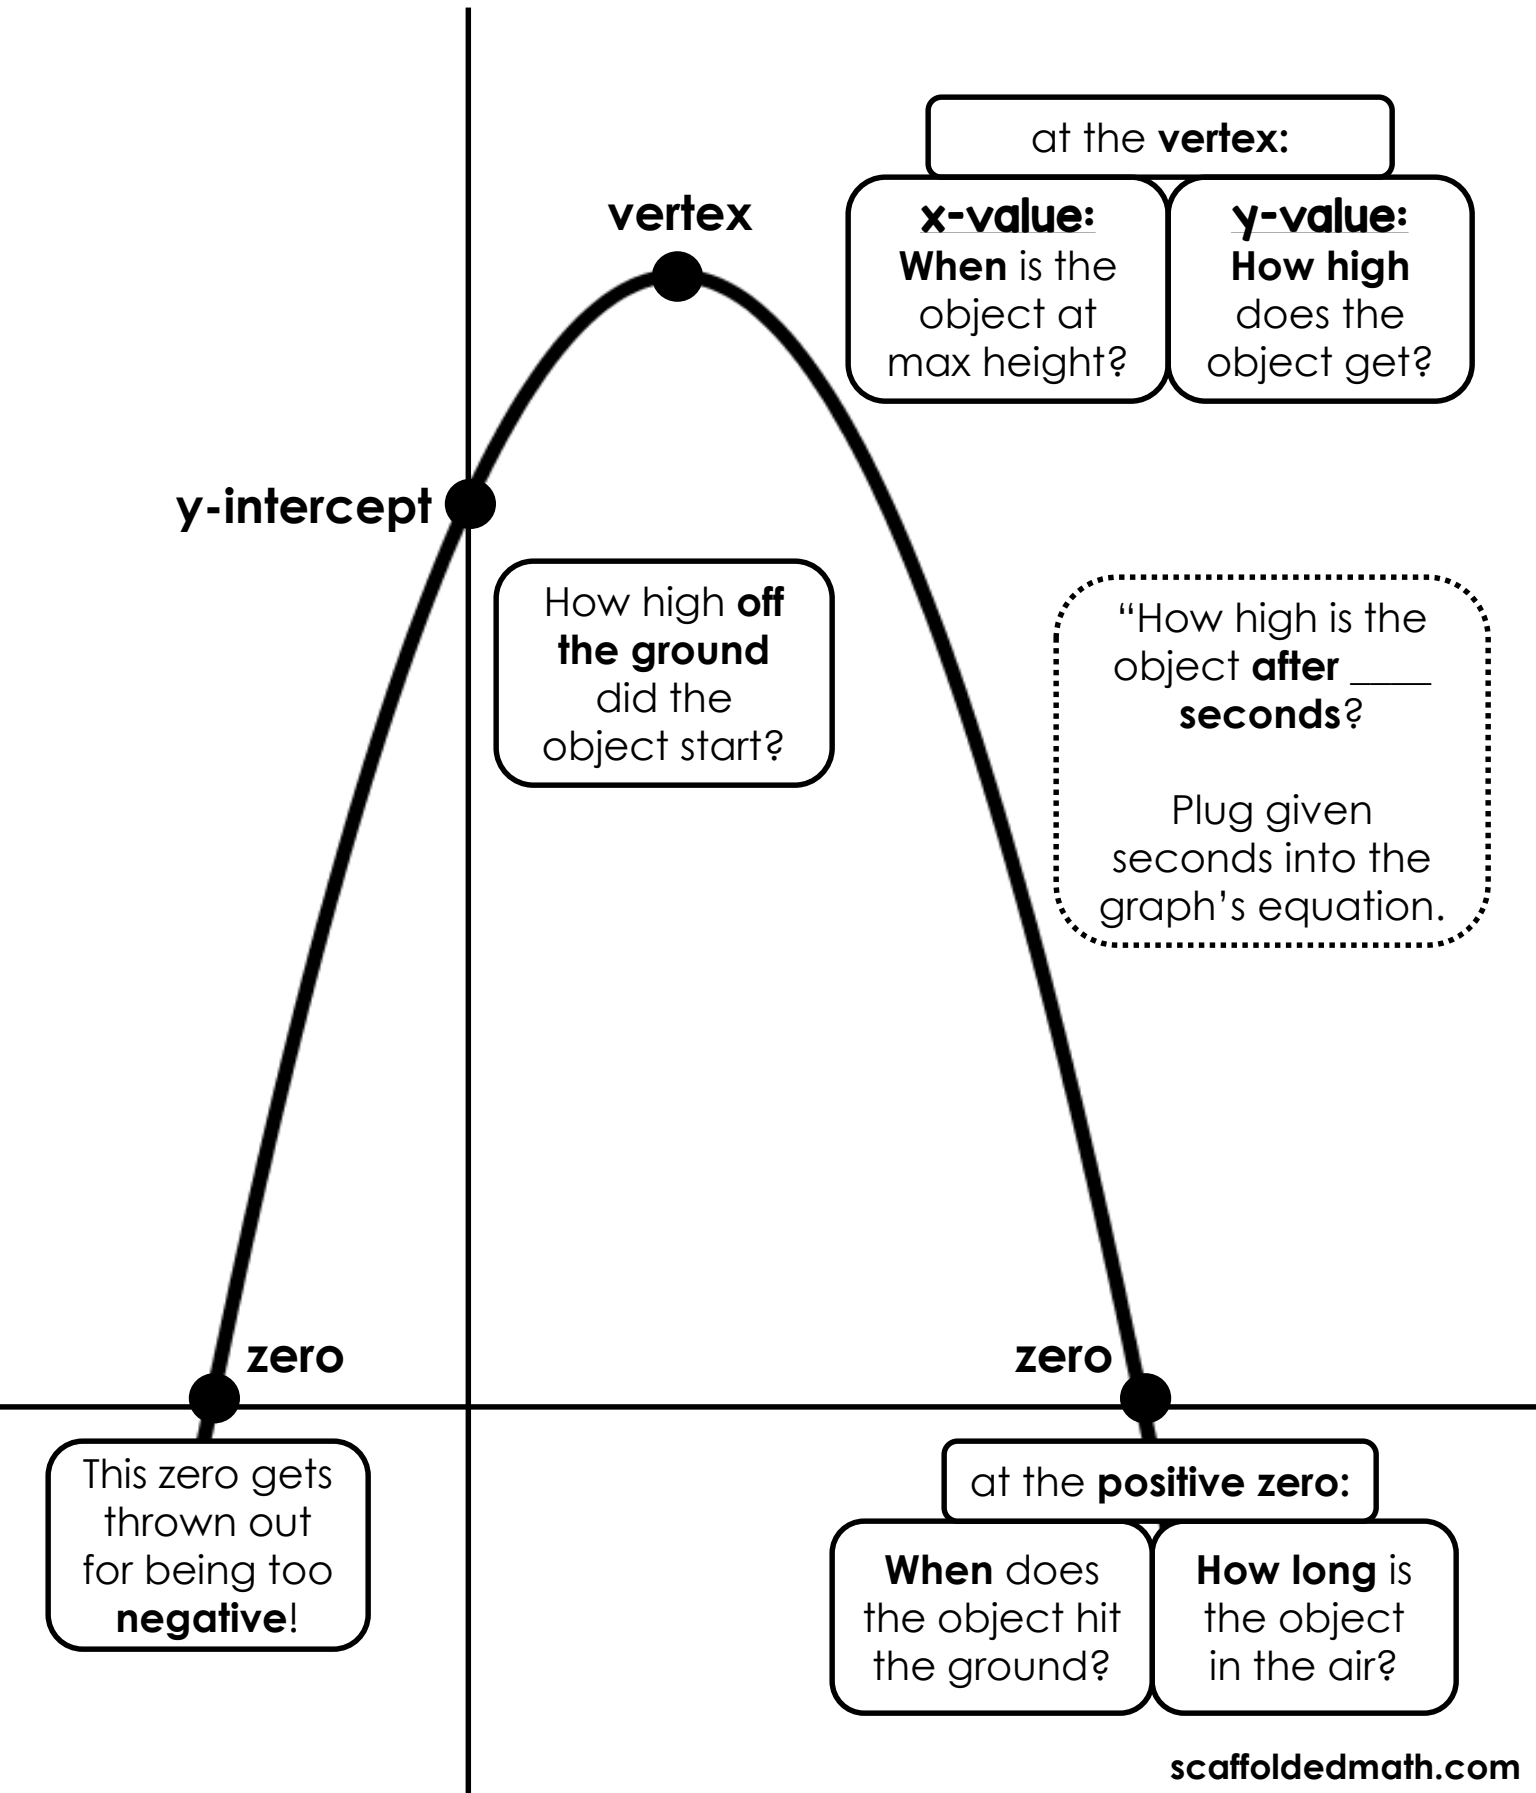 at the vertex:
vertex
x-value:
When is the
object at
max height?
y-value:
How high
does the
object get?
y-intercept
How high off
the ground
did the
object start?
“How high is the
object after ____
seconds?
Plug given
seconds into the
graph’s equation.
zero
zero
This zero gets
thrown out
for being too
negative!
at the positive zero:
When does
the object hit
the ground?
How long is
the object
in the air?
scaffoldedmath.com